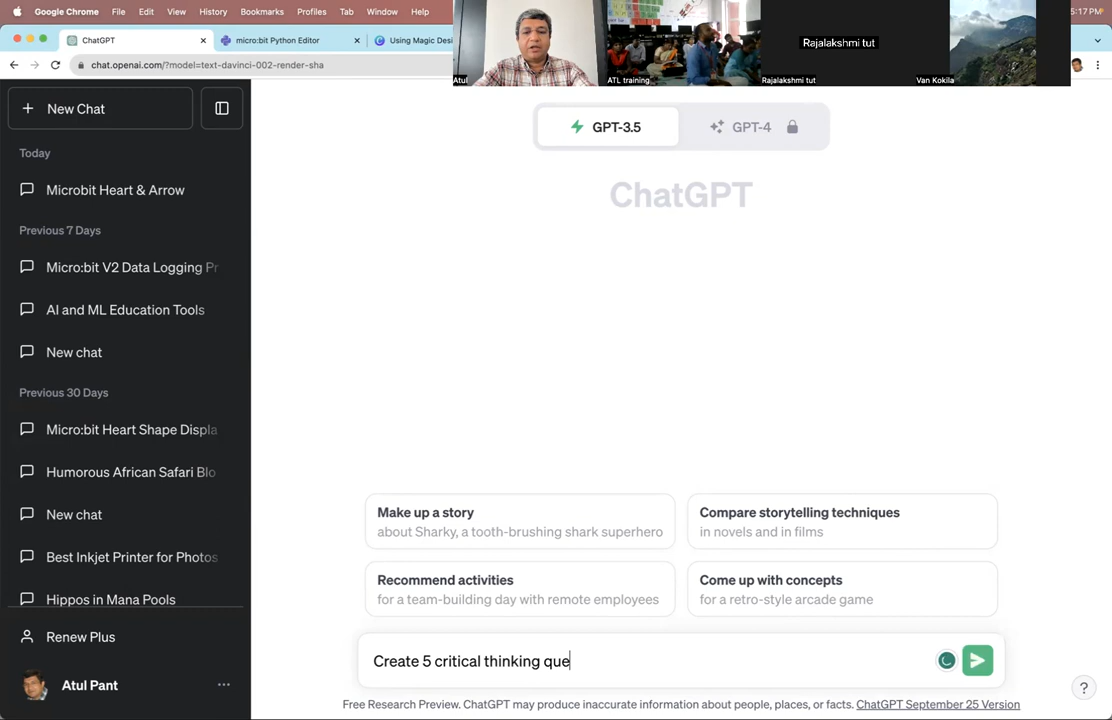 Google Chrome File Edit View History Bookmarks Profiles Tab Window Help
5:17 PM
ChatGPT
micro:bit Python Editor
Using Magic Desi
chat.openai.com/?model=text-davinci-002-render-sha
Atul
ATL training
Rajalakshmi tut
Rajalakshmi tut
Van Kokila
New Chat
Today
Microbit Heart & Arrow
Previous 7 Days
Micro:bit V2 Data Logging Pr
AI and ML Education Tools
New chat
Previous 30 Days
Micro:bit Heart Shape Displa
Humorous African Safari Blo
New chat
Best Inkjet Printer for Photos
Hippos in Mana Pools
Renew Plus
Atul Pant
GPT-3.5
GPT-4
ChatGPT
Make up a story
about Sharky, a tooth-brushing shark superhero
Compare storytelling techniques
in novels and in films
Recommend activities
for a team-building day with remote employees
Come up with concepts
for a retro-style arcade game
Create 5 critical thinking que
Free Research Preview. ChatGPT may produce inaccurate information about people, places, or facts. ChatGPT September 25 Version
?